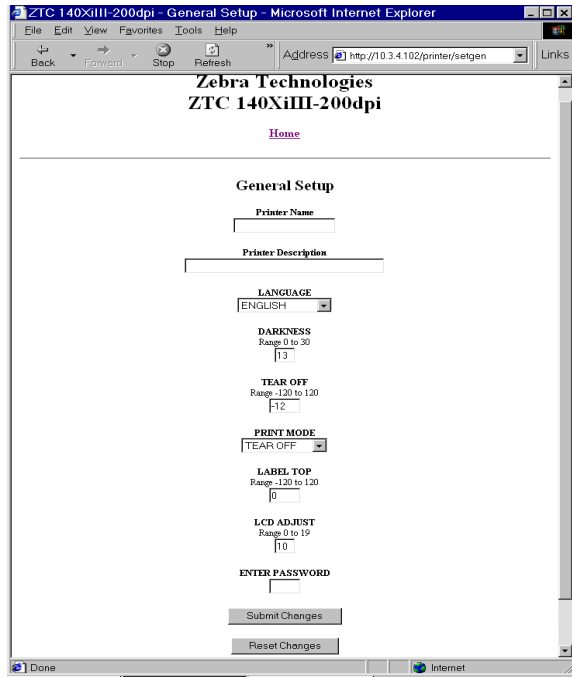 ZTC 140XiIII-200dpi - General Setup - Microsoft Internet Explorer
File Edit View Favorites Tools Help
Back Forward Stop Refresh » Address http://10.3.4.102/printer/setgen Links
Zebra Technologies
ZTC 140XiIII-200dpi
Home
General Setup
Printer Name
Printer Description
LANGUAGE
ENGLISH
DARKNESS
Range 0 to 30
13
TEAR OFF
Range -120 to 120
-12
PRINT MODE
TEAR OFF
LABEL TOP
Range -120 to 120
0
LCD ADJUST
Range 0 to 19
10
ENTER PASSWORD
Submit Changes
Reset Changes
Done Internet